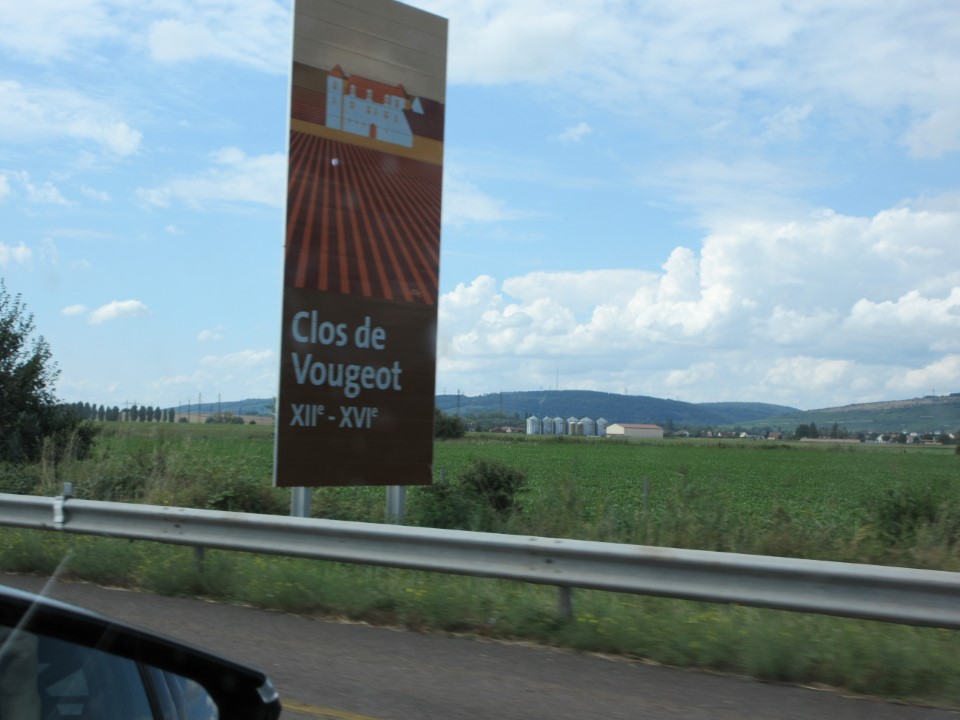 Clos de
Vougeot
XIIᵉ - XVIᵉ